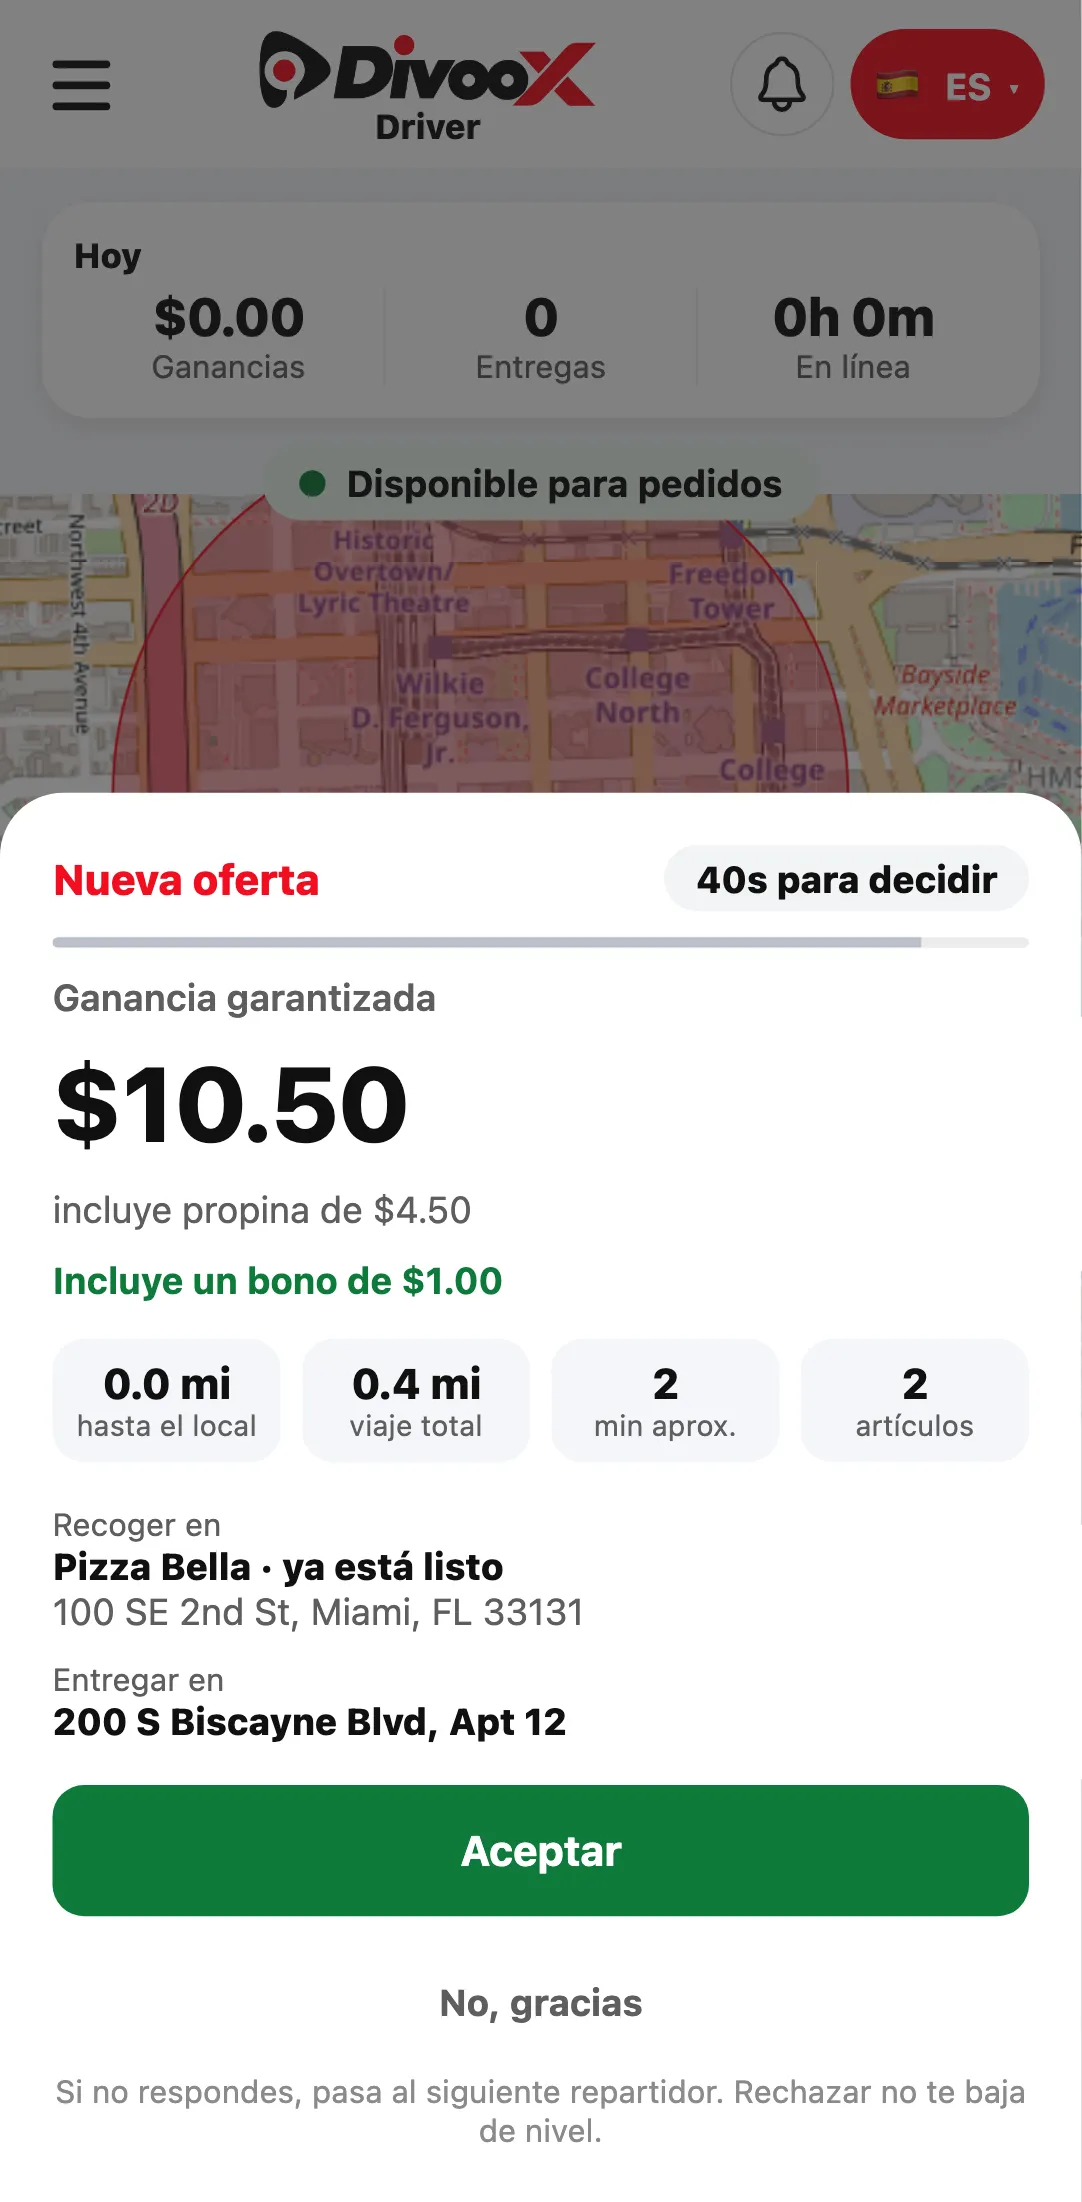 DivooX
Driver
ES
Hoy
$0.00
Ganancias
0
Entregas
0h 0m
En línea
Disponible para pedidos
2D
reet
Northwest 4th Avenue
Historic
Overtown/
Lyric Theatre
Freedom
Tower
Wilkie
D. Ferguson,
Jr.
College
North
College
Bayside
Marketplace
HMS
Nueva oferta
40s para decidir
Ganancia garantizada
$10.50
incluye propina de $4.50
Incluye un bono de $1.00
0.0 mi
hasta el local
0.4 mi
viaje total
2
min aprox.
2
artículos
Recoger en
Pizza Bella · ya está listo
100 SE 2nd St, Miami, FL 33131
Entregar en
200 S Biscayne Blvd, Apt 12
Aceptar
No, gracias
Si no respondes, pasa al siguiente repartidor. Rechazar no te baja
de nivel.